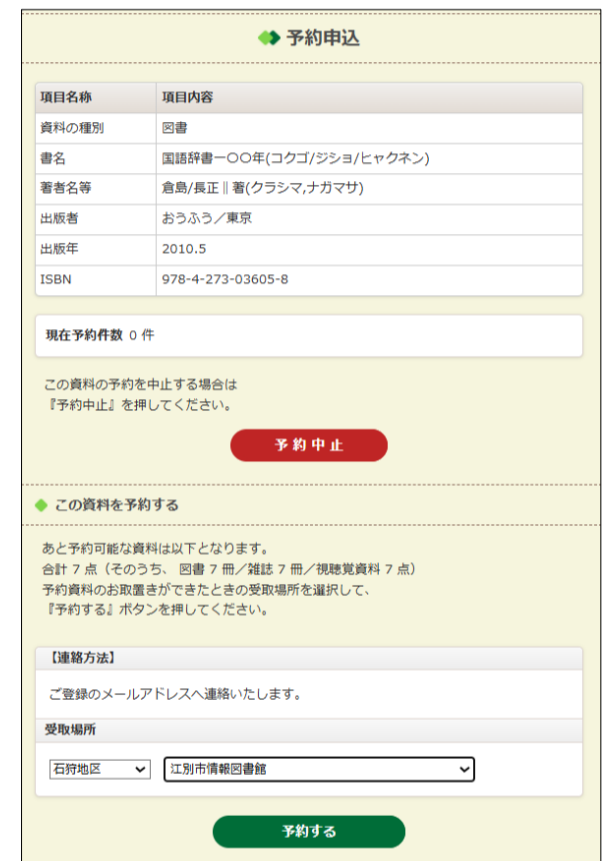 予約申込
項目名称 項目内容
資料の種別 図書
書名 国語辞書一〇〇年(コクゴ/ジショ/ヒャクネン)
著者名等 倉島/長正‖著(クラシマ,ナガマサ)
出版者 おうふう／東京
出版年 2010.5
ISBN 978-4-273-03605-8
現在予約件数 0 件
この資料の予約を中止する場合は
『予約中止』を押してください。
予約中止
この資料を予約する
あと予約可能な資料は以下となります。
合計 7 点（そのうち、 図書 7 冊／雑誌 7 冊／視聴覚資料 7 点）
予約資料のお取置きができたときの受取場所を選択して、
『予約する』ボタンを押してください。
【連絡方法】
ご登録のメールアドレスへ連絡いたします。
受取場所
石狩地区 江別市情報図書館
予約する